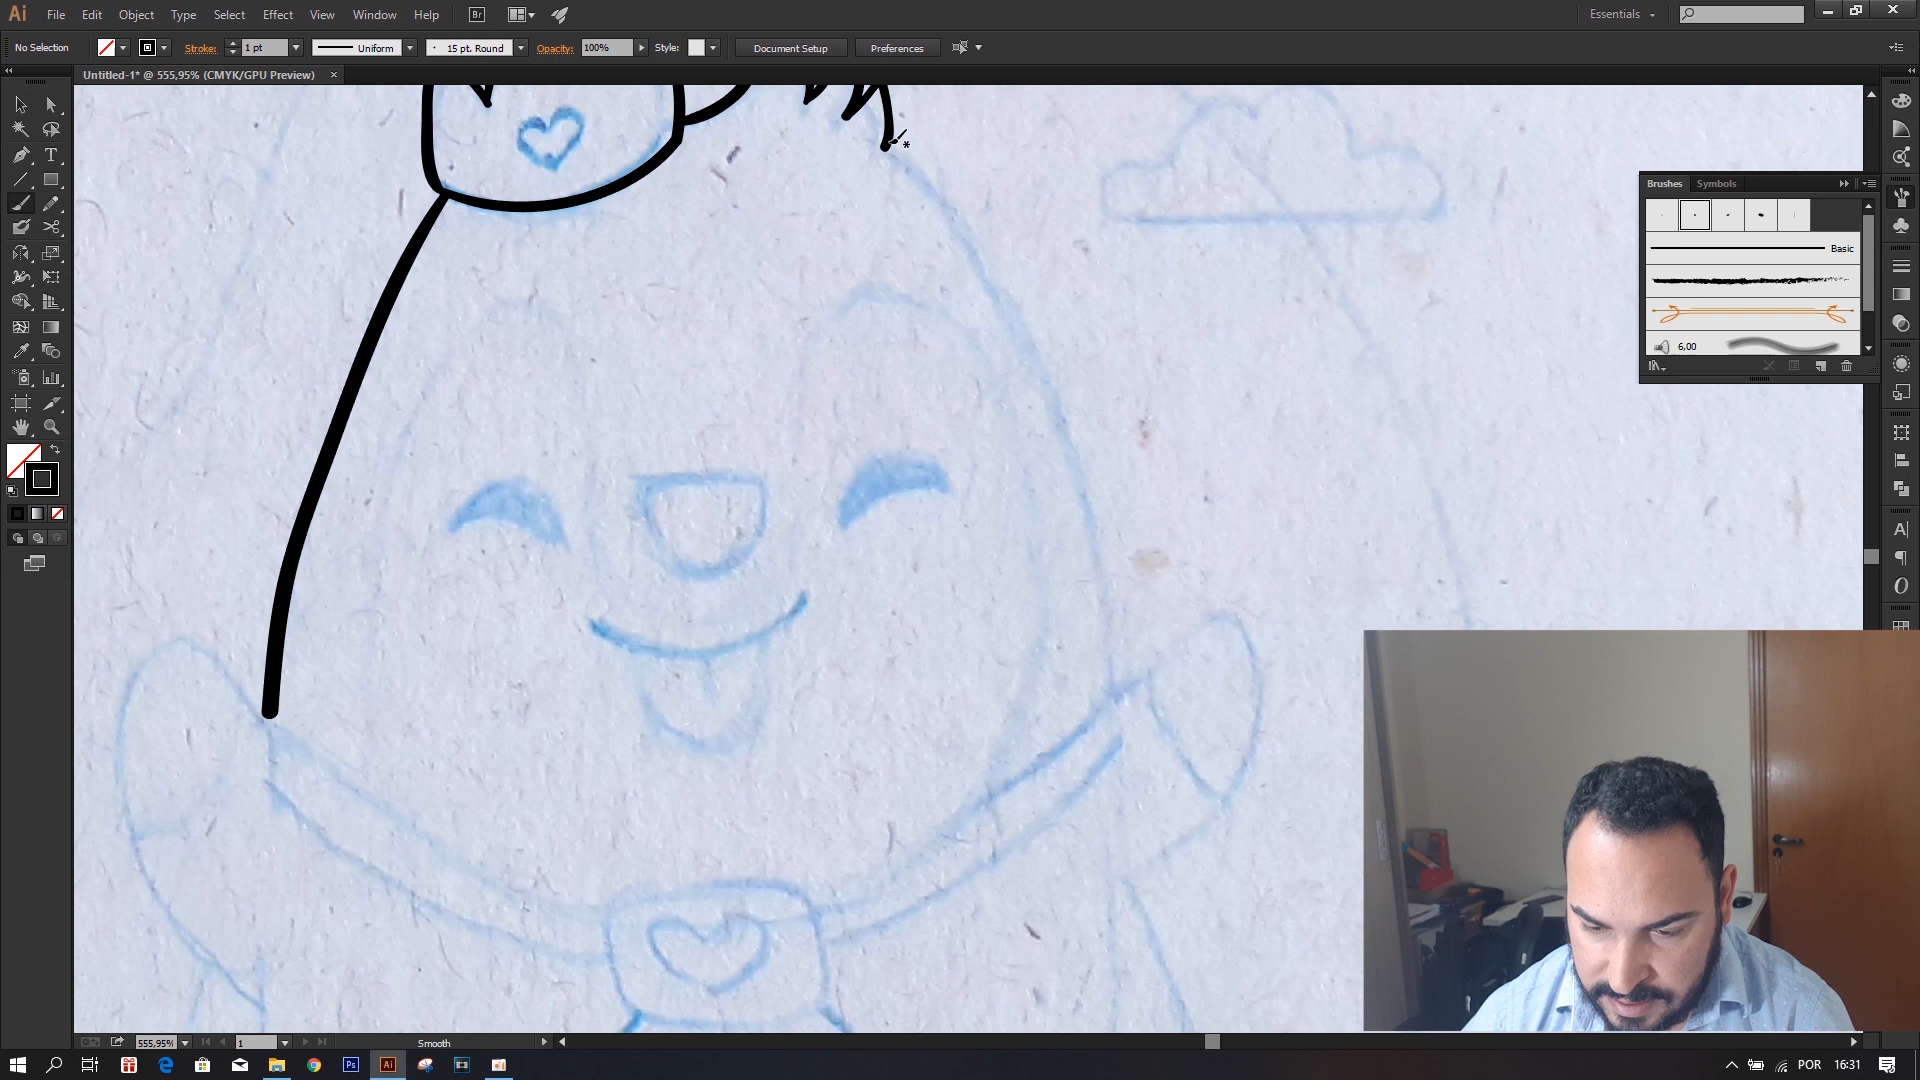 Ai File Edit Object Type Select Effect View Window Help Br Essentials
No Selection Stroke: 1 pt Uniform 15 pt. Round Opacity: 100% Style: Document Setup Preferences
Untitled-1* @ 555,95% (CMYK/GPU Preview) ×
Brushes Symbols
Basic
6,00
555,95% 1 Smooth
Ps Ai POR 16:31